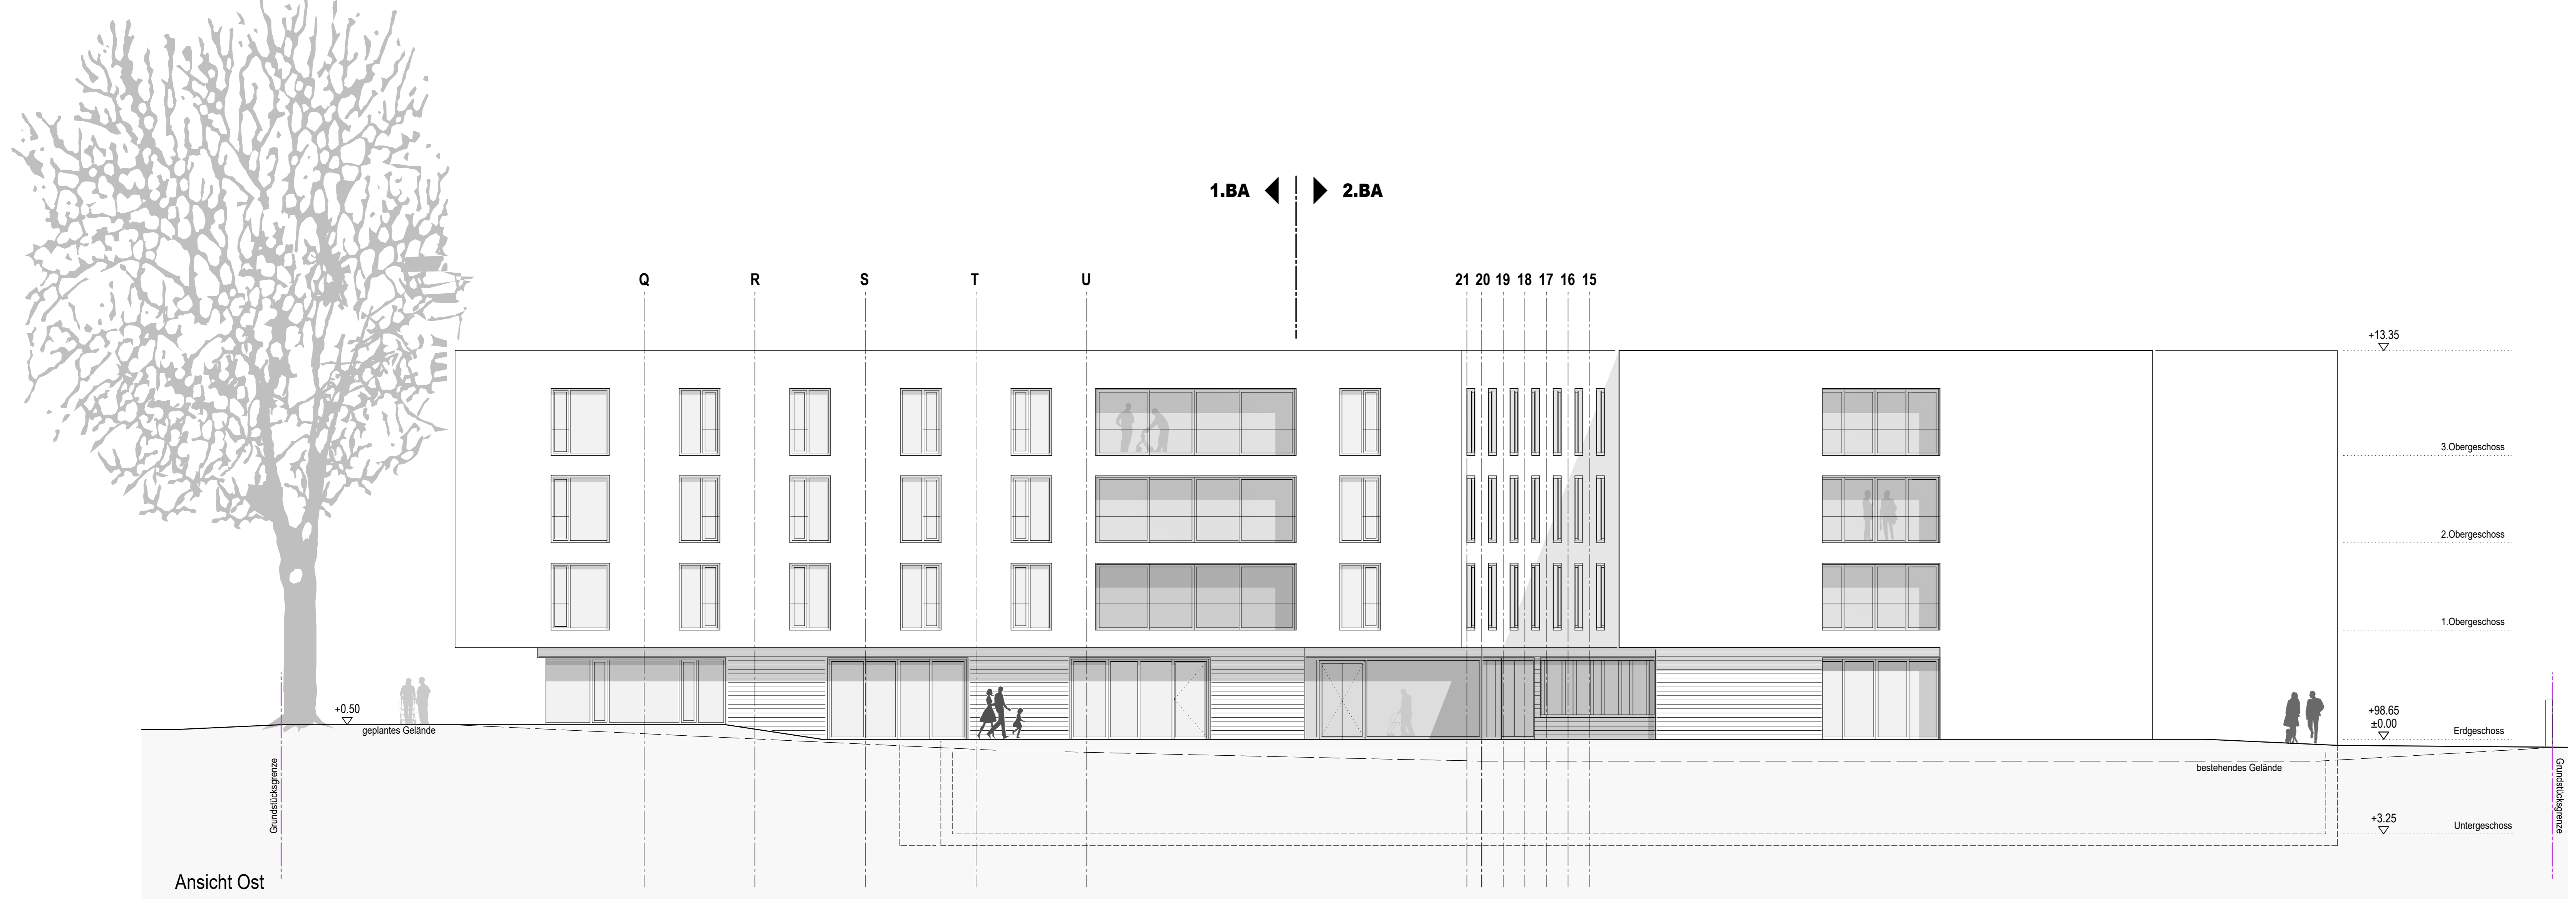 1.BA 2.BA
Q R S T U 21 20 19 18 17 16 15
+13.35
3.Obergeschoss
2.Obergeschoss
1.Obergeschoss
+0.50
geplantes Gelände
+98.65
±0.00
Erdgeschoss
bestehendes Gelände
Grundstücksgrenze
Grundstücksgrenze
+3.25
Untergeschoss
Ansicht Ost